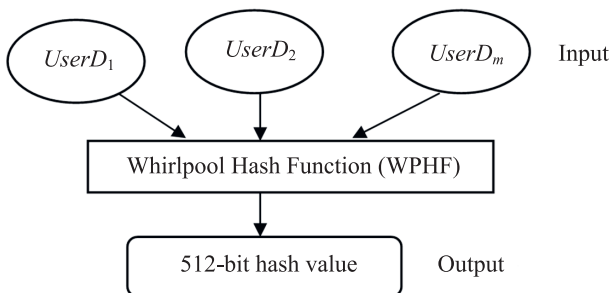 UserD₁ UserD₂ UserDₘ Input
Whirlpool Hash Function (WPHF)
512-bit hash value Output